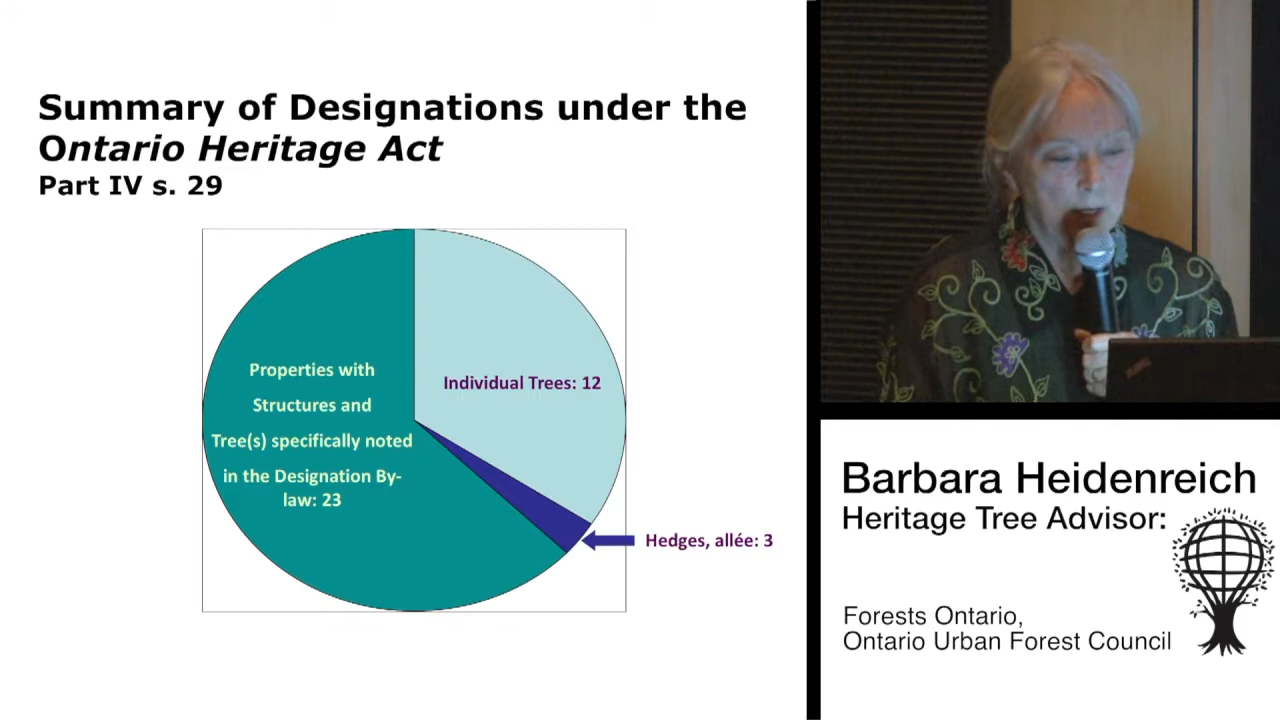 Summary of Designations under the
Ontario Heritage Act
Part IV s. 29
Properties with
Structures and
Tree(s) specifically noted
in the Designation By-
law: 23
Individual Trees: 12
Hedges, allée: 3
Barbara Heidenreich
Heritage Tree Advisor:
Forests Ontario,
Ontario Urban Forest Council